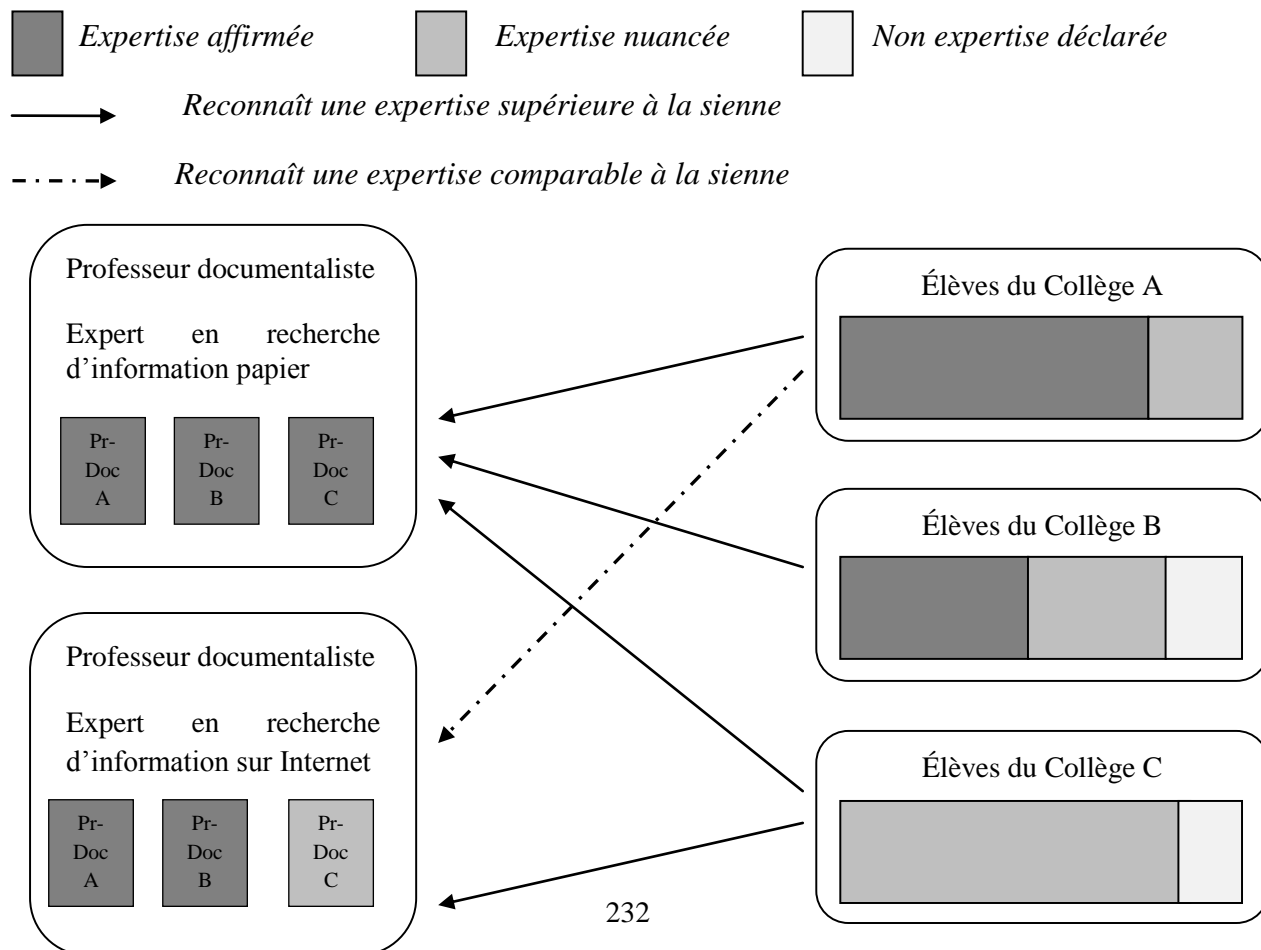 Expertise affirmée
Expertise nuancée
Non expertise déclarée
Reconnaît une expertise supérieure à la sienne
Reconnaît une expertise comparable à la sienne
Professeur documentaliste
Expert en recherche
d’information papier
Pr-
Doc
A
Pr-
Doc
B
Pr-
Doc
C
Professeur documentaliste
Expert en recherche
d’information sur Internet
Pr-
Doc
A
Pr-
Doc
B
Pr-
Doc
C
Élèves du Collège A
Élèves du Collège B
Élèves du Collège C
232